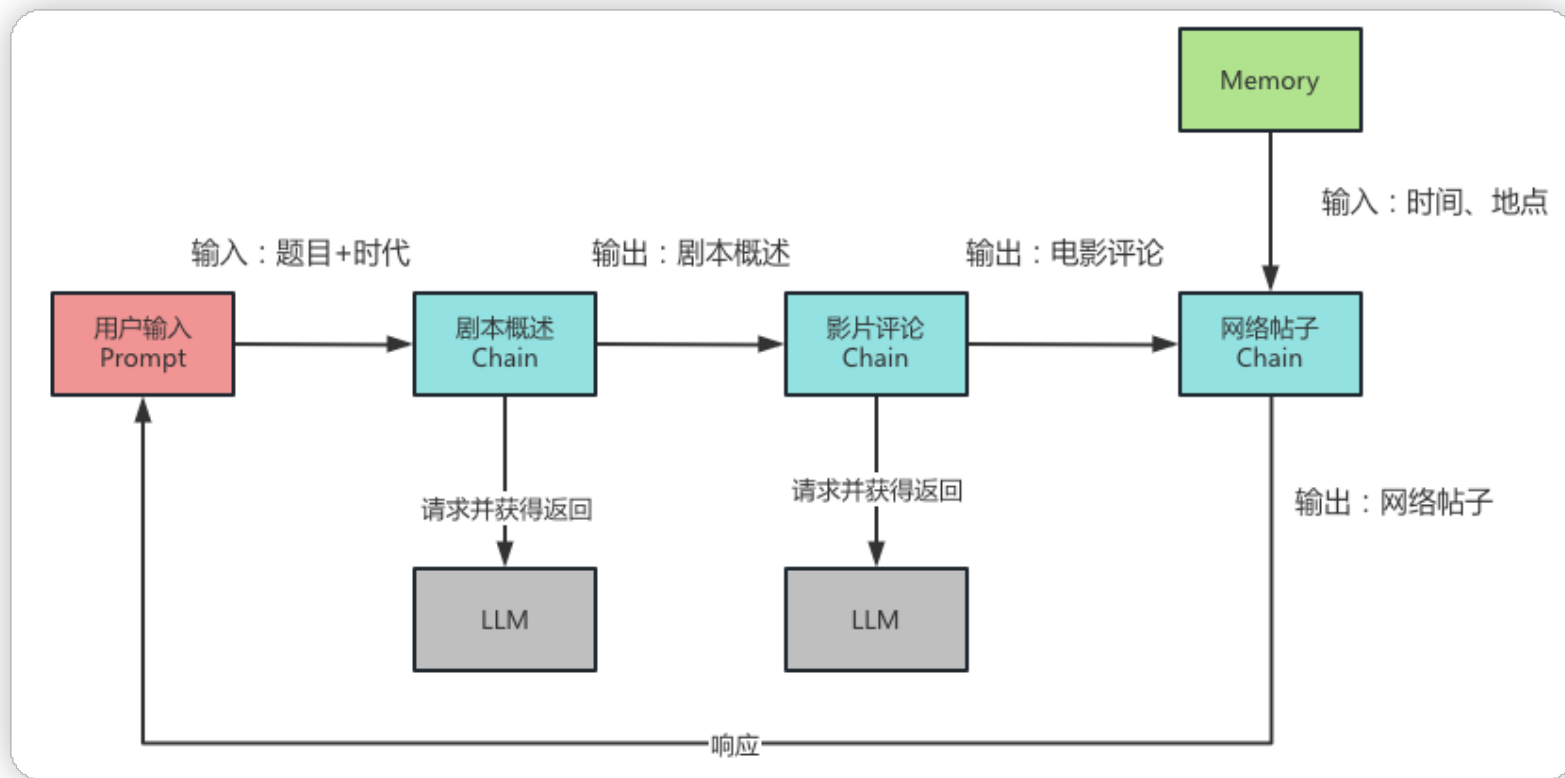 Memory
输入：时间、地点
输入：题目+时代
输出：剧本概述
输出：电影评论
用户输入
Prompt
剧本概述
Chain
影片评论
Chain
网络帖子
Chain
请求并获得返回
请求并获得返回
输出：网络帖子
LLM
LLM
响应